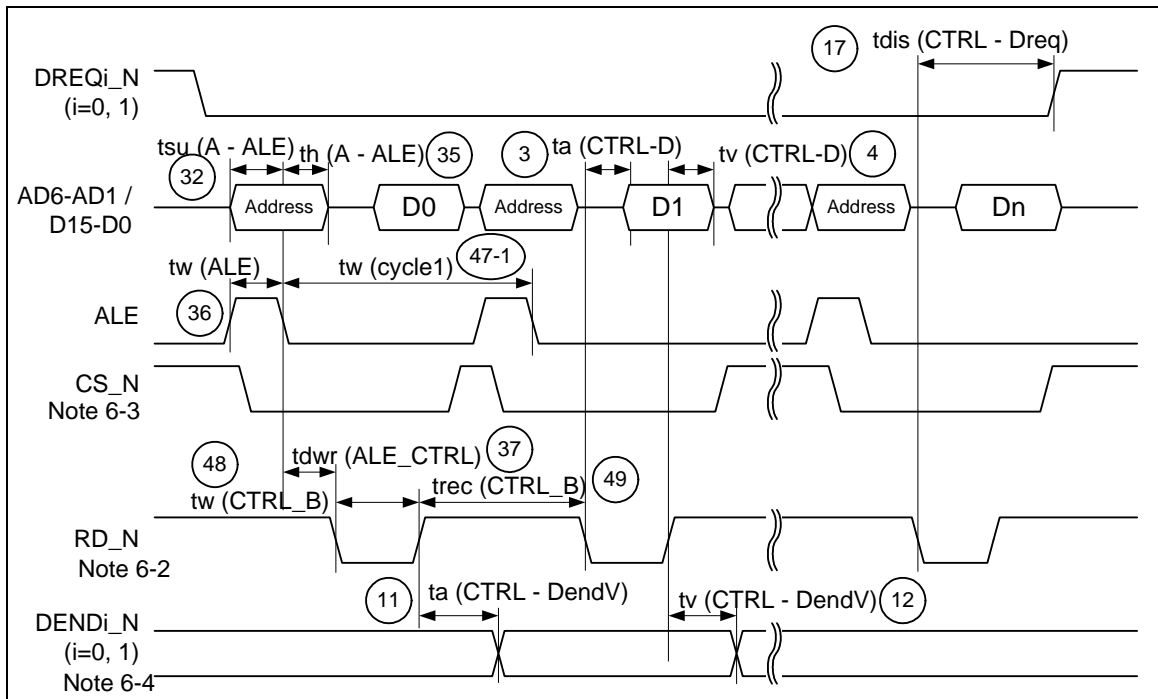 17
tdis (CTRL - Dreq)
DREQi_N
(i=0, 1)
tsu (A - ALE)
th (A - ALE)
35
3
ta (CTRL-D)
tv (CTRL-D)
4
32
AD6-AD1 /
D15-D0
Address
D0
Address
D1
Address
Dn
47-1
tw (ALE)
tw (cycle1)
36
ALE
CS_N
Note 6-3
48
tdwr (ALE_CTRL)
37
tw (CTRL_B)
trec (CTRL_B)
49
RD_N
Note 6-2
11
ta (CTRL - DendV)
tv (CTRL - DendV)
12
DENDi_N
(i=0, 1)
Note 6-4